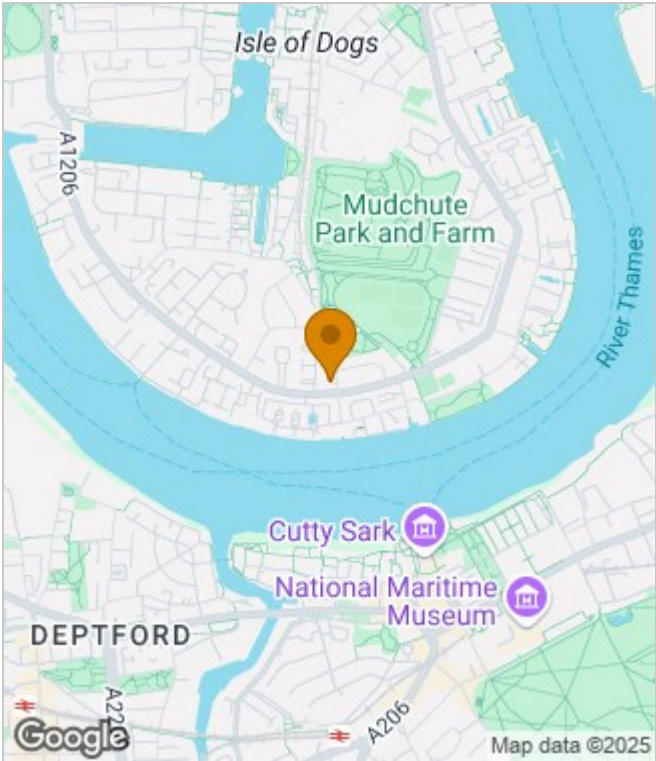 Isle of Dogs
A1206
Mudchute
Park and Farm
River Thames
Cutty Sark
National Maritime
Museum
DEPTFORD
A206
Google
Map data ©2025